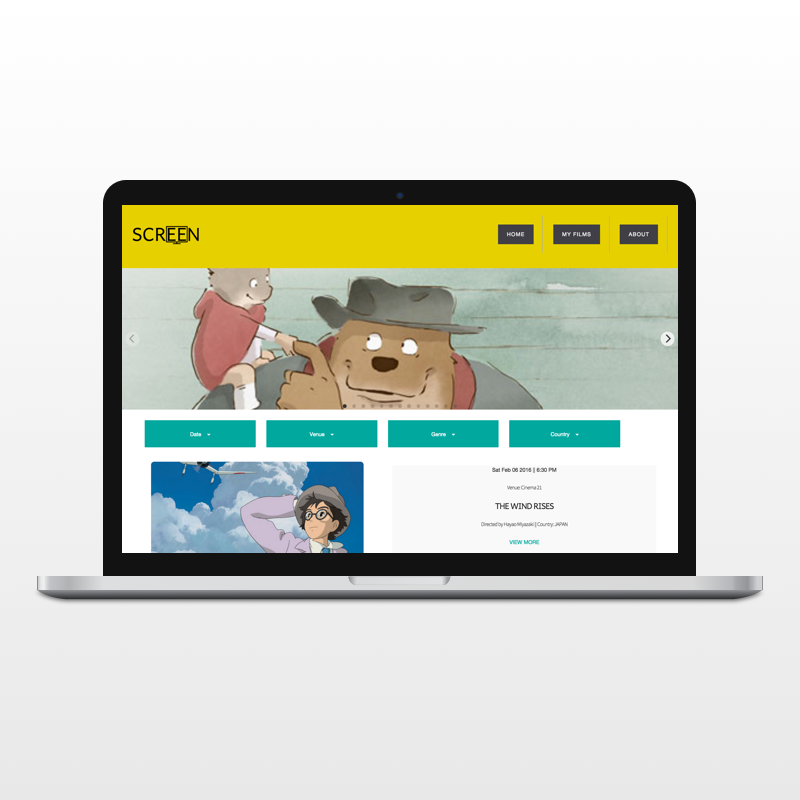 SCREEN
HOME
MY FILMS
ABOUT
Date
Venue
Genre
Country
Sat Feb 06 2016 | 6:30 PM
Venue: Cinema 21
THE WIND RISES
Directed by Hayao Miyazaki | Country: JAPAN
VIEW MORE